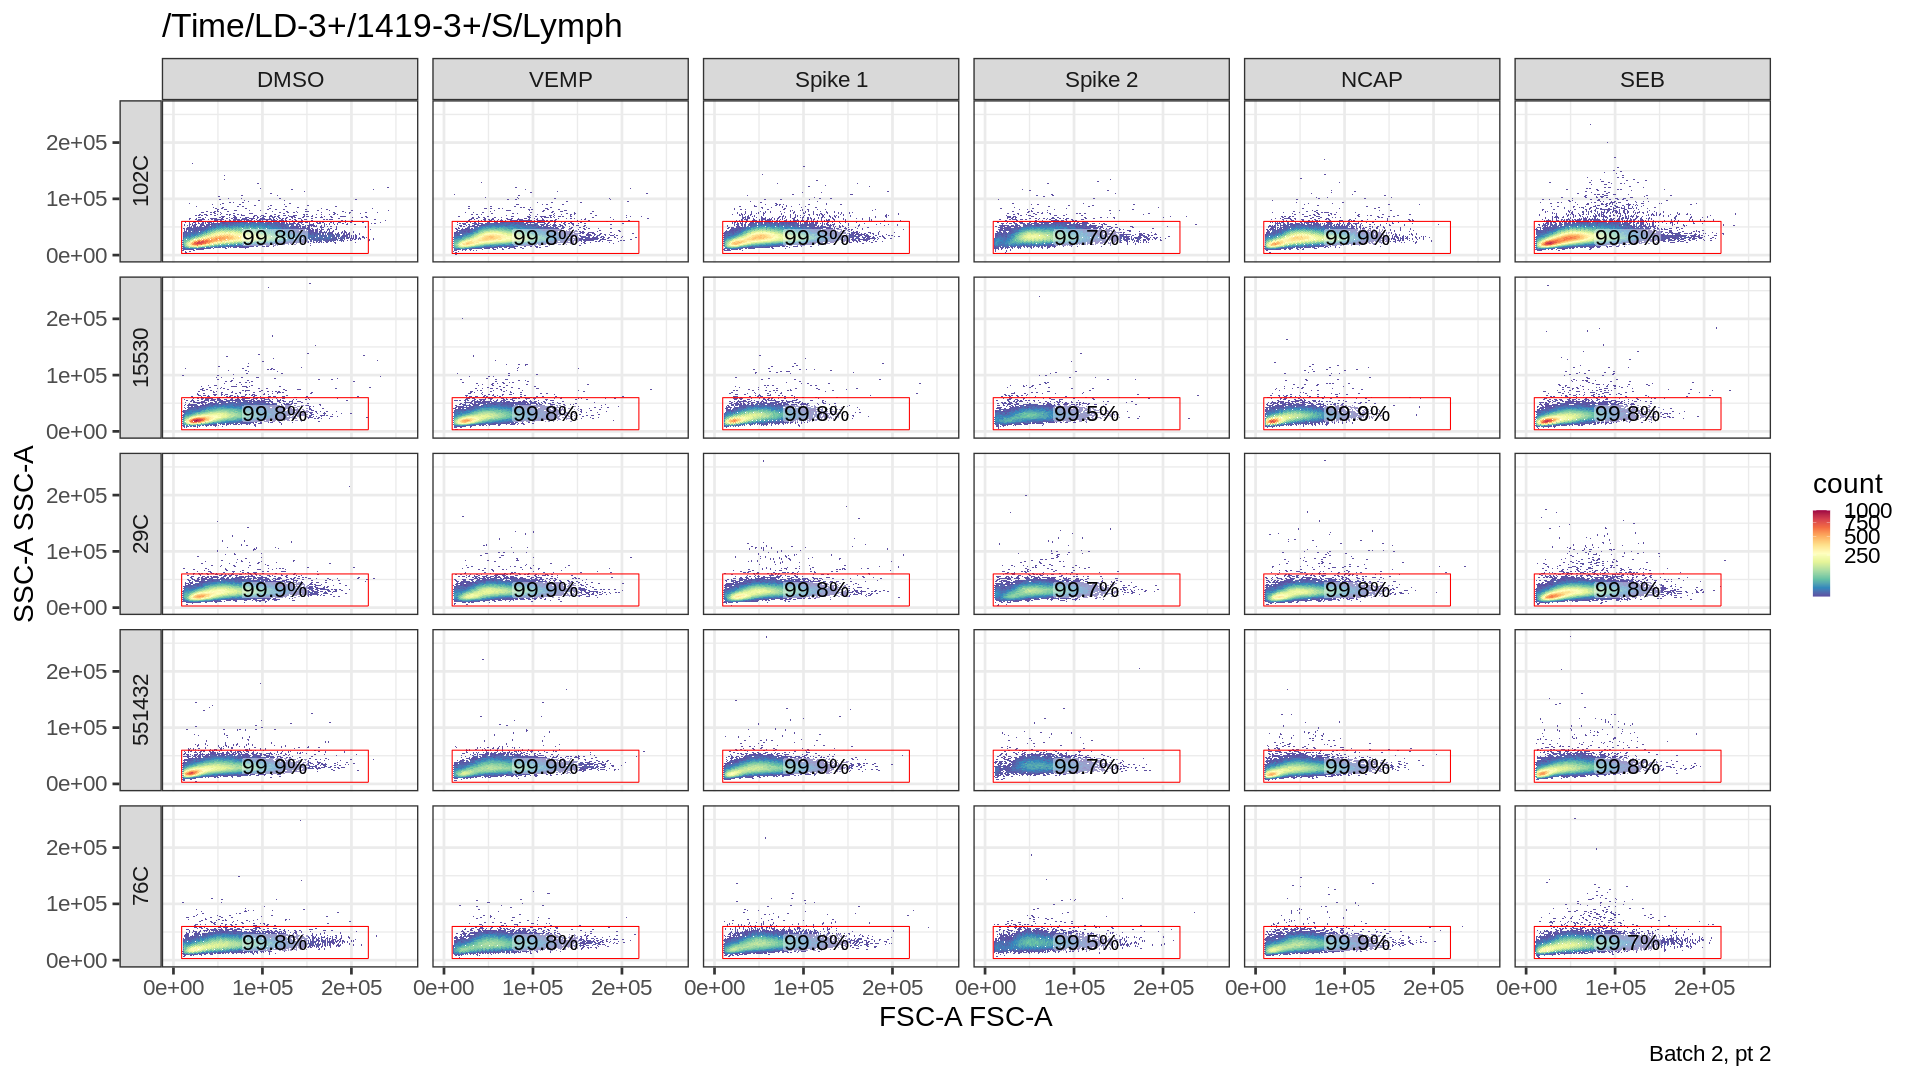 /Time/LD-3+/1419-3+/S/Lymph
DMSO VEMP Spike 1 Spike 2 NCAP SEB
102C
2e+05
1e+05
0e+00
99.8% 99.8% 99.8% 99.7% 99.9% 99.6%
15530
2e+05
1e+05
0e+00
99.8% 99.8% 99.8% 99.5% 99.9% 99.8%
29C
2e+05
1e+05
0e+00
99.9% 99.9% 99.8% 99.7% 99.8% 99.8%
551432
2e+05
1e+05
0e+00
99.9% 99.9% 99.9% 99.7% 99.9% 99.8%
76C
2e+05
1e+05
0e+00
99.8% 99.8% 99.8% 99.5% 99.9% 99.7%
0e+00 1e+05 2e+05 0e+00 1e+05 2e+05 0e+00 1e+05 2e+05 0e+00 1e+05 2e+05 0e+00 1e+05 2e+05 0e+00 1e+05 2e+05
SSC-A SSC-A
FSC-A FSC-A
count
1000
750
500
250
Batch 2, pt 2